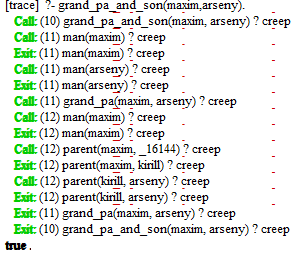 [trace] ?- grand_pa_and_son(maxim,arseny).
Call: (10) grand_pa_and_son(maxim, arseny) ? creep
Call: (11) man(maxim) ? creep
Exit: (11) man(maxim) ? creep
Call: (11) man(arseny) ? creep
Exit: (11) man(arseny) ? creep
Call: (11) grand_pa(maxim, arseny) ? creep
Call: (12) man(maxim) ? creep
Exit: (12) man(maxim) ? creep
Call: (12) parent(maxim, _16144) ? creep
Exit: (12) parent(maxim, kirill) ? creep
Call: (12) parent(kirill, arseny) ? creep
Exit: (12) parent(kirill, arseny) ? creep
Exit: (11) grand_pa(maxim, arseny) ? creep
Exit: (10) grand_pa_and_son(maxim, arseny) ? creep
true .